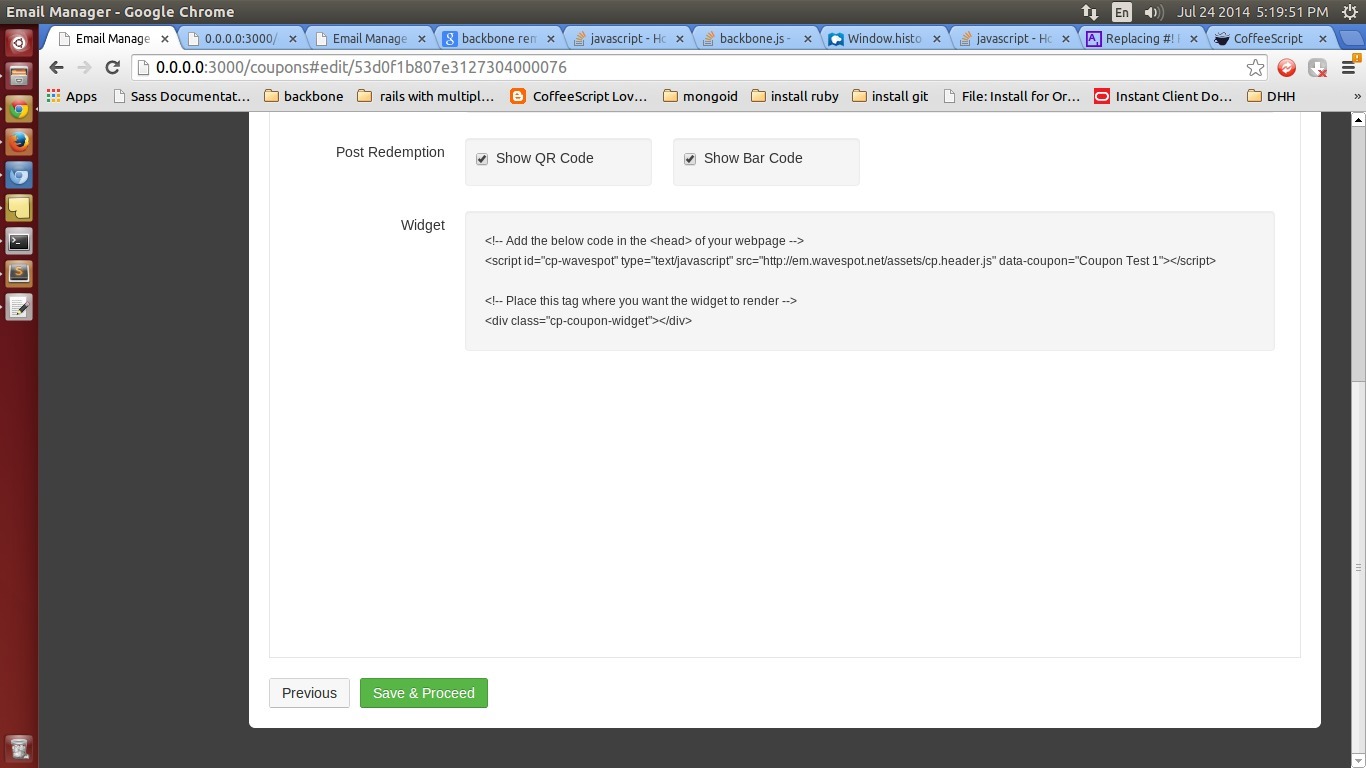 Email Manager - Google Chrome
En
Jul 24 2014 5:19:51 PM
Email Manage
0.0.0.0:3000/
Email Manage
backbone rem
javascript - Ho
backbone.js -
Window.histo
javascript - Ho
Replacing #!
CoffeeScript
0.0.0.0:3000/coupons#edit/53d0f1b807e3127304000076
Apps
Sass Documentat...
backbone
rails with multipl...
CoffeeScript Lov...
mongoid
install ruby
install git
File: Install for Or...
Instant Client Do...
DHH
»
Post Redemption
Show QR Code
Show Bar Code
Widget
<!-- Add the below code in the <head> of your webpage -->
<script id="cp-wavespot" type="text/javascript" src="http://em.wavespot.net/assets/cp.header.js" data-coupon="Coupon Test 1"></script>
<!-- Place this tag where you want the widget to render -->
<div class="cp-coupon-widget"></div>
Previous
Save & Proceed